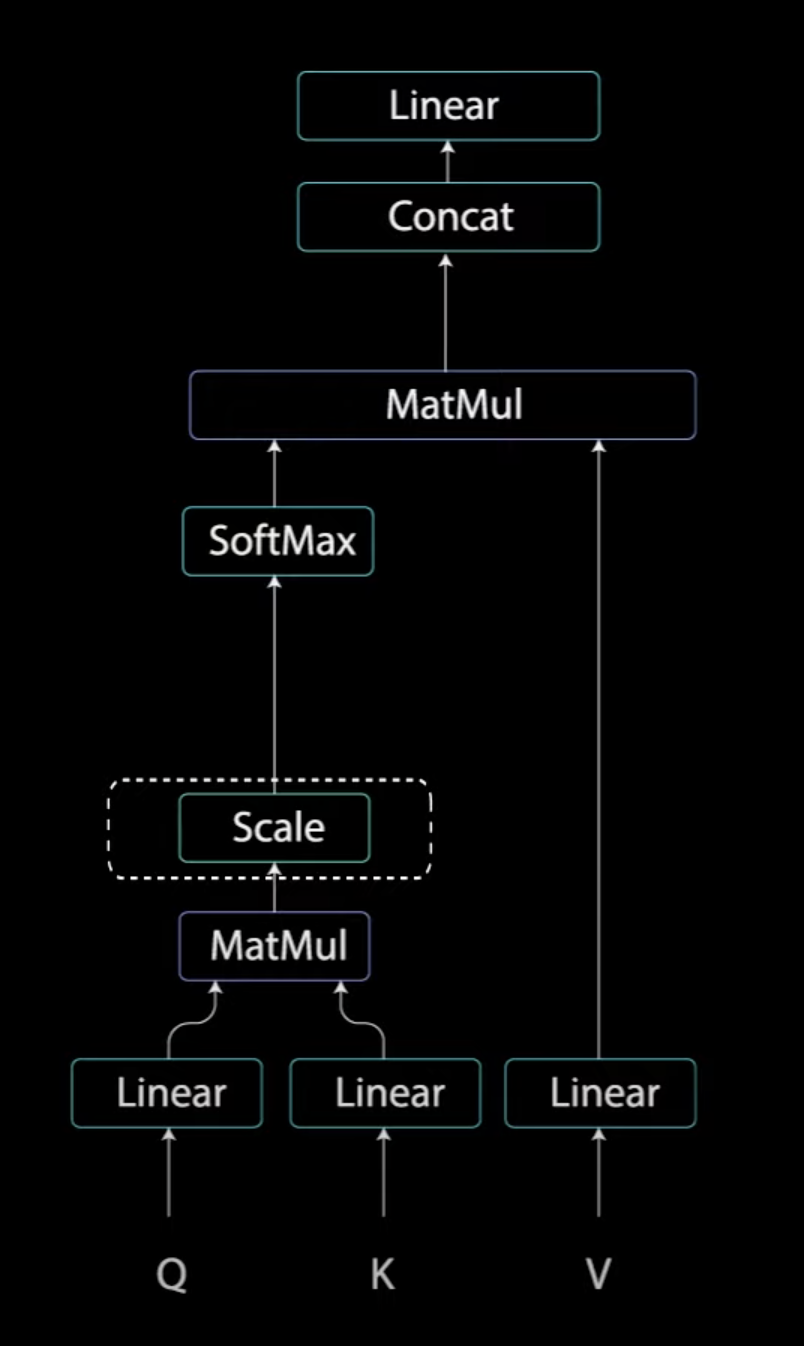 Linear
Concat
MatMul
SoftMax
Scale
MatMul
Linear Linear Linear
Q K V